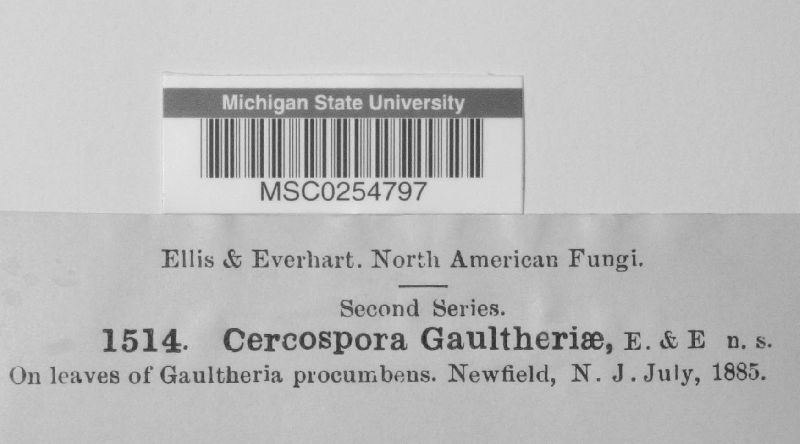 Michigan State University
MSC0254797
Ellis & Everhart. North American Fungi.
Second Series.
1514. Cercospora Gaultheriæ, E. & E n. s.
On leaves of Gaultheria procumbens. Newfield, N. J. July, 1885.